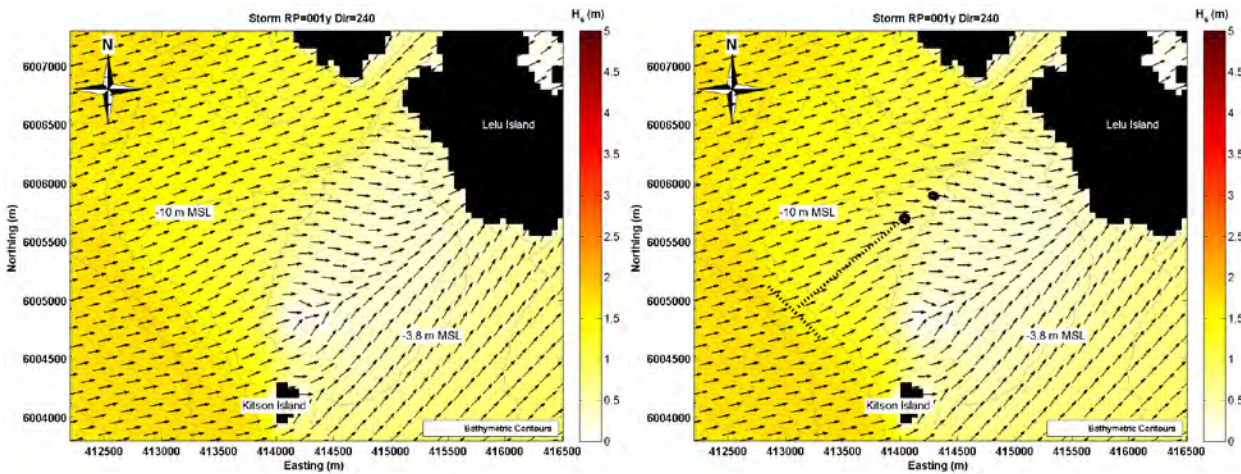 Storm RP=001y Dir=240
H_s (m)
N
7
Lelu Island
-10 m MSL
-3.8 m MSL
Kitson Island
Bathymetric Contours
Northing (m)
6007000
6006500
6006000
6005500
6005000
6004500
6004000
Easting (m)
412500 413000 413500 414000 414500 415000 415500 416000 416500
5
4.5
4
3.5
3
2.5
2
1.5
1
0.5
0
Storm RP=001y Dir=240
H_s (m)
N
Lelu Island
-10 m MSL
-3.8 m MSL
Kitson Island
Bathymetric Contours
Northing (m)
6007000
6006500
6006000
6005500
6005000
6004500
6004000
Easting (m)
412500 413000 413500 414000 414500 415000 415500 416000 416500
5
4.5
4
3.5
3
2.5
2
1.5
1
0.5
0